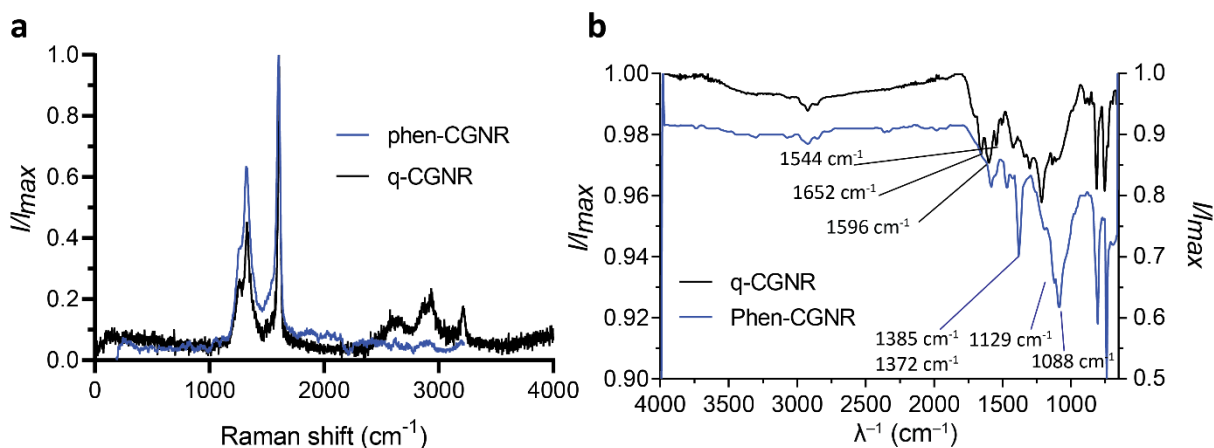 a
1.0
0.8
0.6
0.4
0.2
0.0
I/Imax
0 1000 2000 3000 4000
Raman shift (cm⁻¹)
phen-CGNR
q-CGNR
b
1.00
0.98
0.96
0.94
0.92
0.90
I/Imax
1544 cm⁻¹
1652 cm⁻¹
1596 cm⁻¹
q-CGNR
Phen-CGNR
1385 cm⁻¹
1372 cm⁻¹
1129 cm⁻¹
1088 cm⁻¹
1.0
0.9
0.8
0.7
0.6
0.5
I/Imax
4000 3500 3000 2500 2000 1500 1000
λ⁻¹ (cm⁻¹)